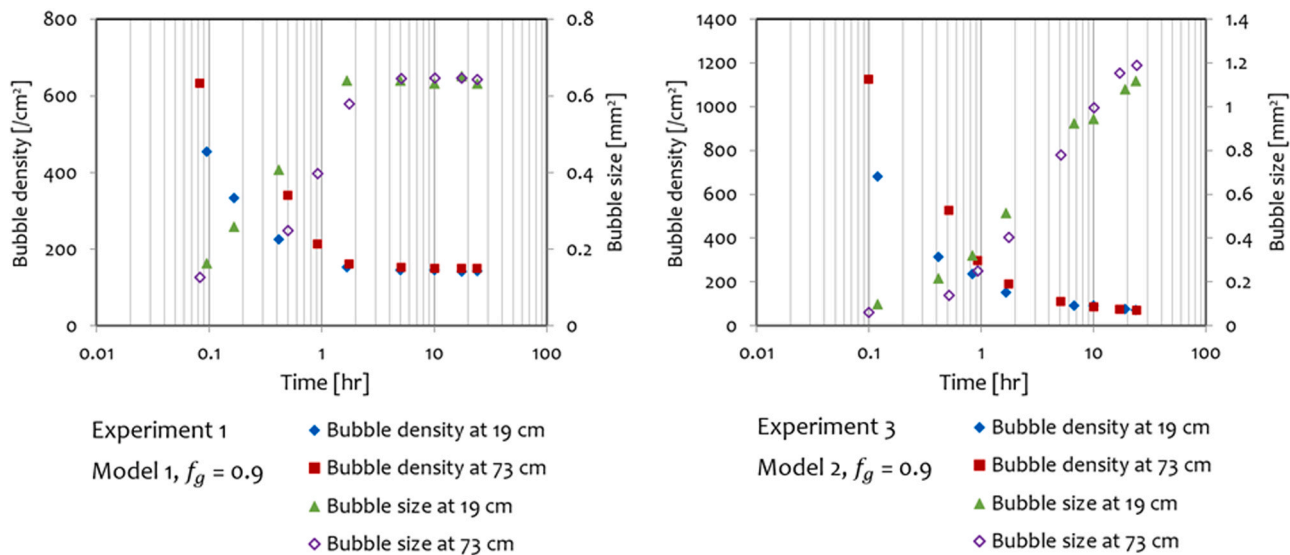 800
600
400
200
0
Bubble density [/cm²]
0.8
0.6
0.4
0.2
0
Bubble size [mm²]
0.01 0.1 1 10 100
Time [hr]
Experiment 1
Model 1, fg = 0.9
Bubble density at 19 cm
Bubble density at 73 cm
Bubble size at 19 cm
Bubble size at 73 cm
1400
1200
1000
800
600
400
200
0
Bubble density [/cm²]
1.4
1.2
1
0.8
0.6
0.4
0.2
0
Bubble size [mm²]
0.01 0.1 1 10 100
Time [hr]
Experiment 3
Model 2, fg = 0.9
Bubble density at 19 cm
Bubble density at 73 cm
Bubble size at 19 cm
Bubble size at 73 cm